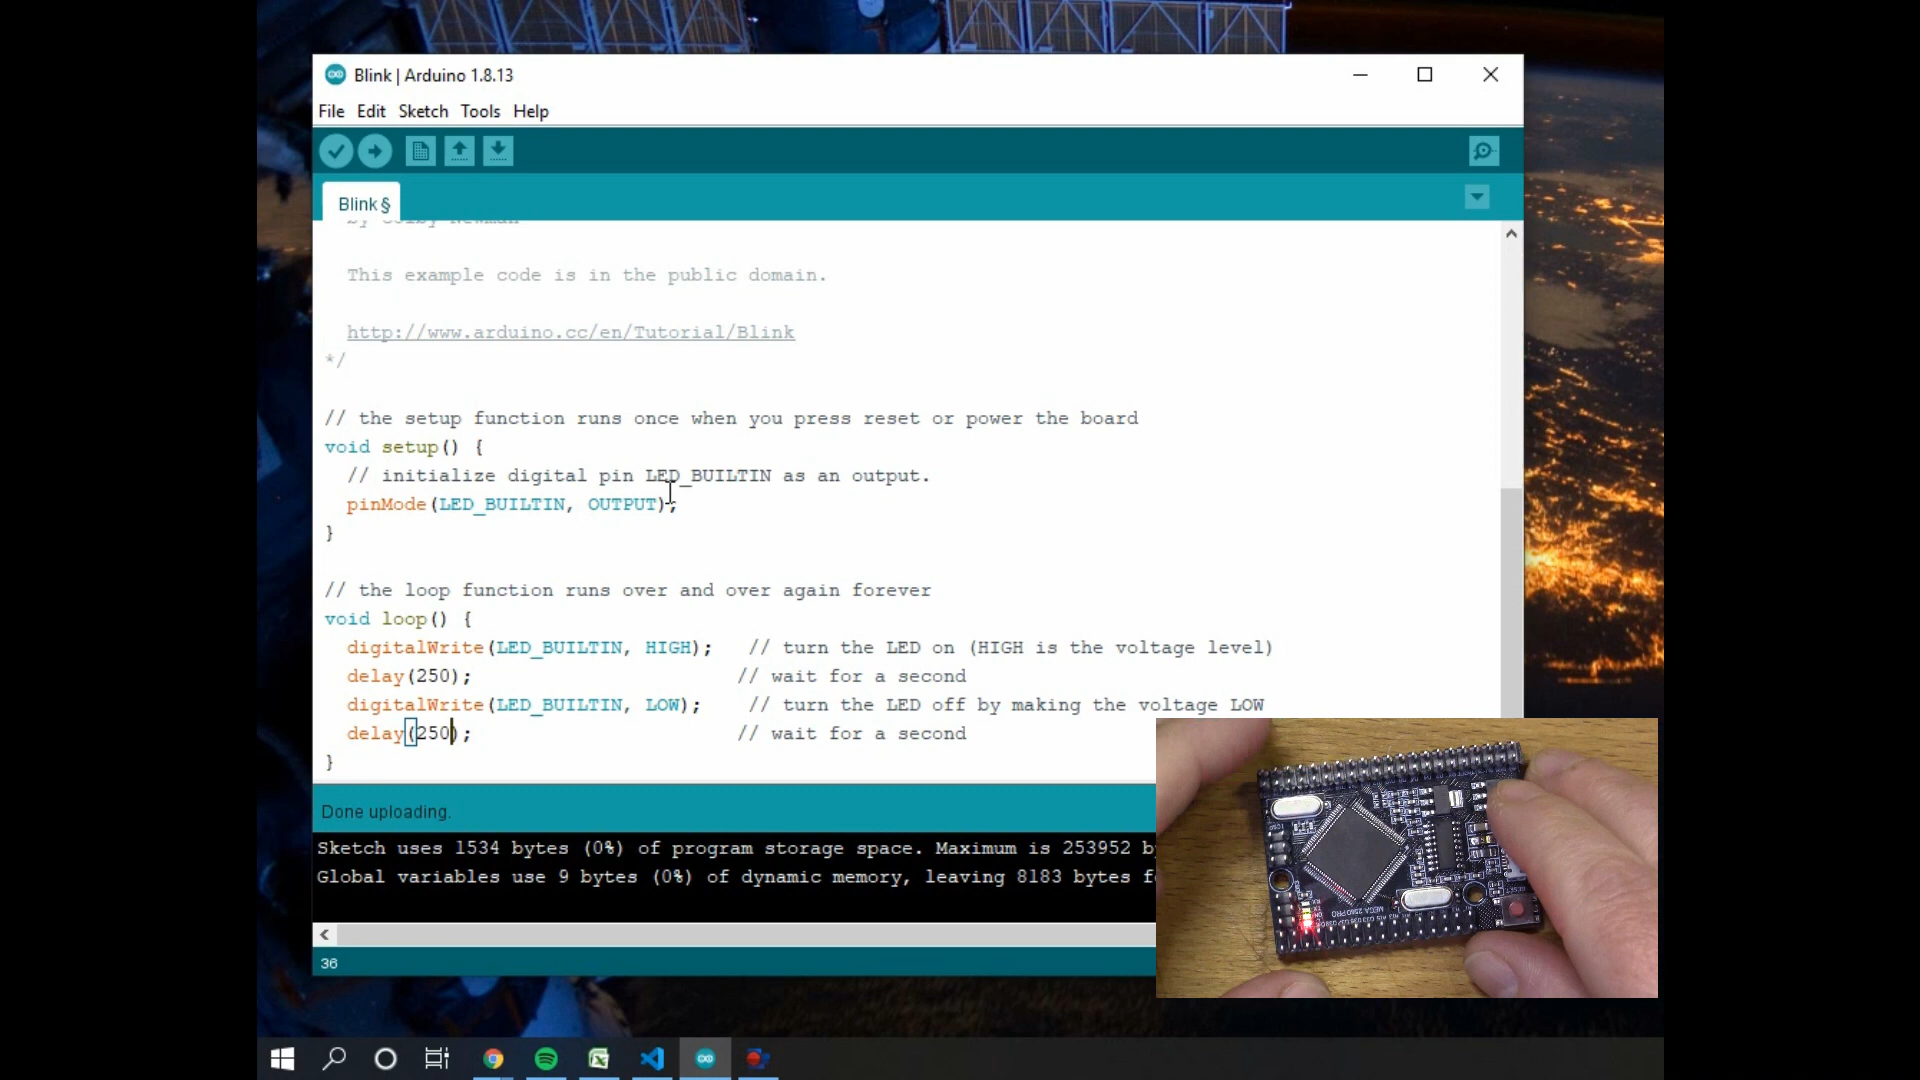 Blink | Arduino 1.8.13
File Edit Sketch Tools Help
Blink §
by Colby Newman
This example code is in the public domain.
http://www.arduino.cc/en/Tutorial/Blink
*/
// the setup function runs once when you press reset or power the board
void setup() {
// initialize digital pin LED_BUILTIN as an output.
pinMode(LED_BUILTIN, OUTPUT);
}
// the loop function runs over and over again forever
void loop() {
digitalWrite(LED_BUILTIN, HIGH); // turn the LED on (HIGH is the voltage level)
delay(250); // wait for a second
digitalWrite(LED_BUILTIN, LOW); // turn the LED off by making the voltage LOW
delay(250); // wait for a second
}
Done uploading.
Sketch uses 1534 bytes (0%) of program storage space. Maximum is 253952 b
Global variables use 9 bytes (0%) of dynamic memory, leaving 8183 bytes f
36
MEGA 2560 PRO